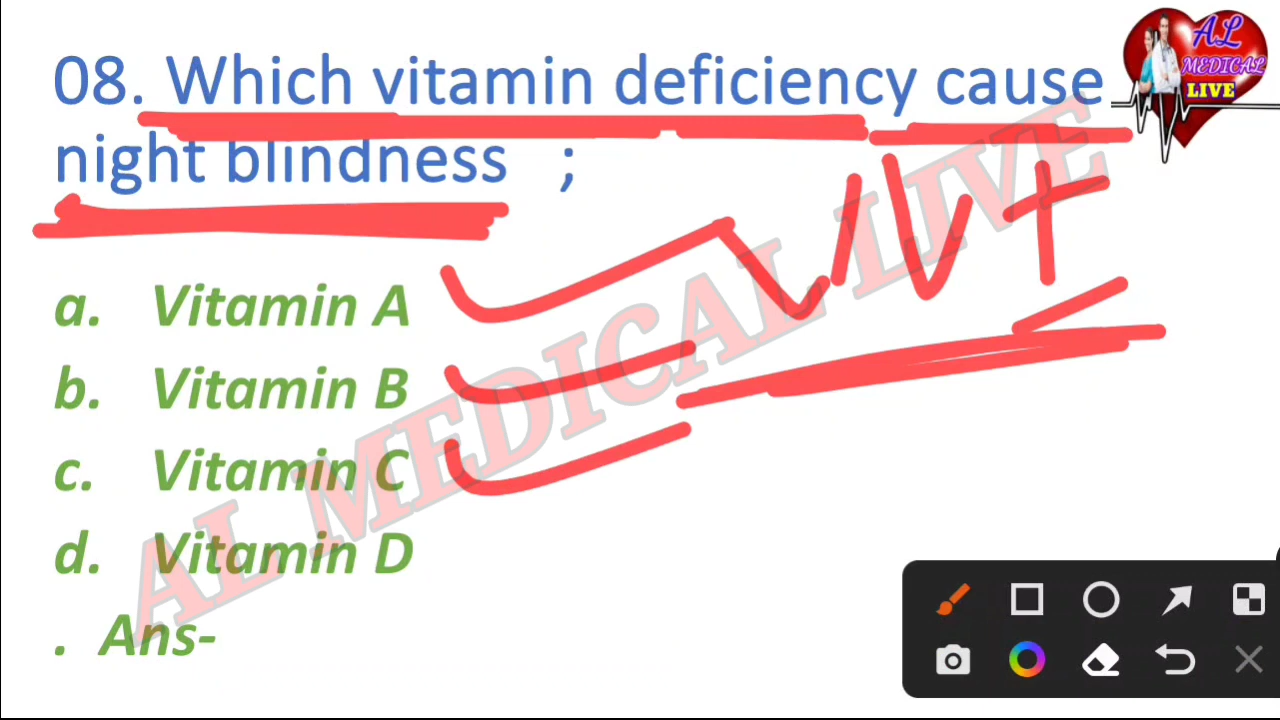 08. Which vitamin deficiency cause
night blindness ;
a. Vitamin A
b. Vitamin B
c. Vitamin C
d. Vitamin D
. Ans-
AL MEDICAL LIVE
AL
MEDICAL
LIVE